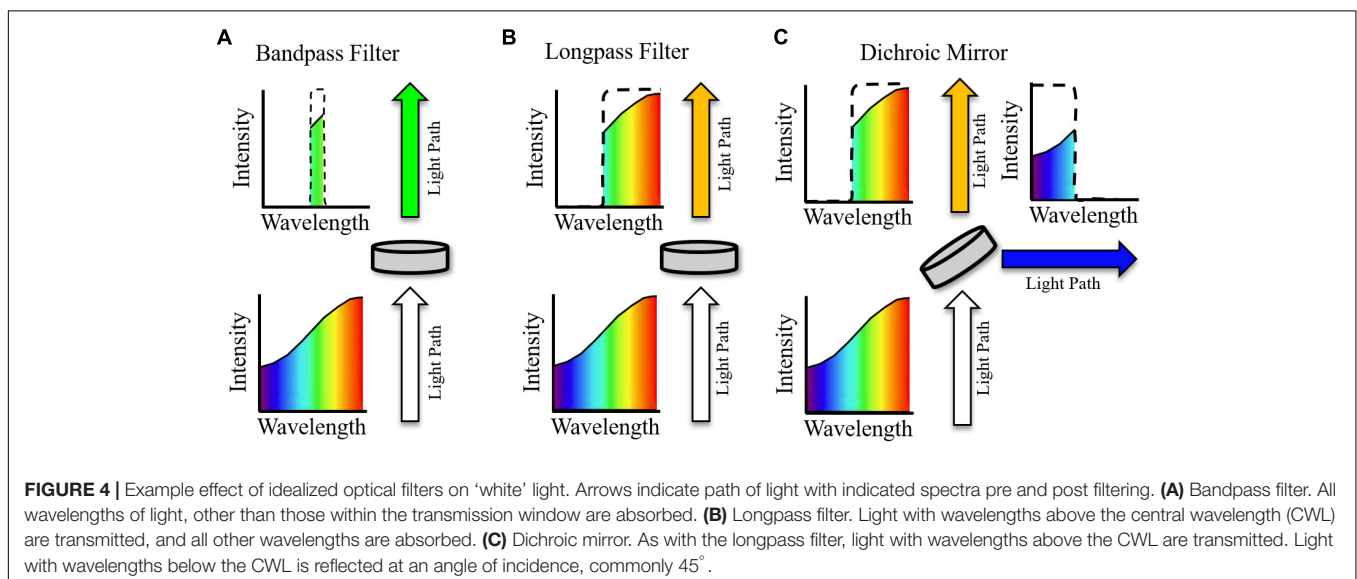 A
Bandpass Filter
Intensity
Wavelength
Light Path
Intensity
Wavelength
Light Path
B
Longpass Filter
Intensity
Wavelength
Light Path
Intensity
Wavelength
Light Path
C
Dichroic Mirror
Intensity
Wavelength
Light Path
Intensity
Wavelength
Light Path
Intensity
Wavelength
Light Path
FIGURE 4 | Example effect of idealized optical filters on ‘white’ light. Arrows indicate path of light with indicated spectra pre and post filtering. (A) Bandpass filter. All
wavelengths of light, other than those within the transmission window are absorbed. (B) Longpass filter. Light with wavelengths above the central wavelength (CWL)
are transmitted, and all other wavelengths are absorbed. (C) Dichroic mirror. As with the longpass filter, light with wavelengths above the CWL are transmitted. Light
with wavelengths below the CWL is reflected at an angle of incidence, commonly 45°.